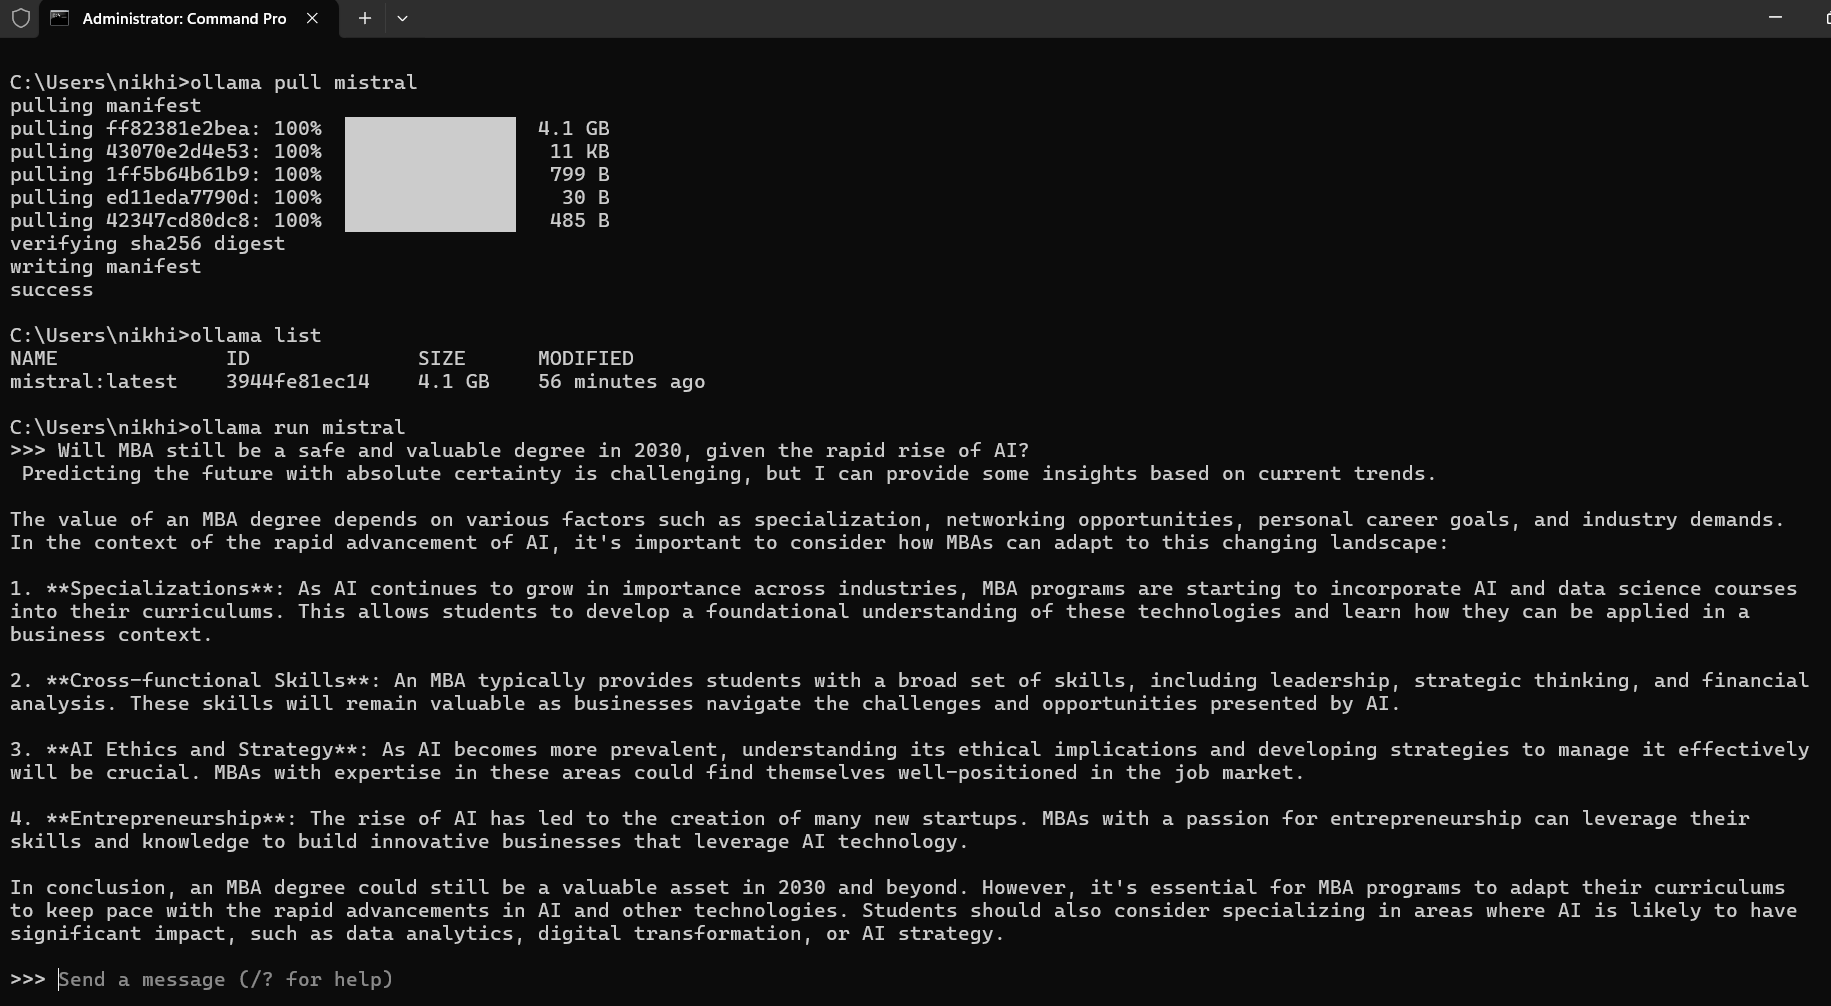 Administrator: Command Pro
C:\Users\nikhi>ollama pull mistral
pulling manifest
pulling ff82381e2bea: 100% 4.1 GB
pulling 43070e2d4e53: 100% 11 KB
pulling 1ff5b64b61b9: 100% 799 B
pulling ed11eda7790d: 100% 30 B
pulling 42347cd80dc8: 100% 485 B
verifying sha256 digest
writing manifest
success
C:\Users\nikhi>ollama list
NAME ID SIZE MODIFIED
mistral:latest 3944fe81ec14 4.1 GB 56 minutes ago
C:\Users\nikhi>ollama run mistral
>>> Will MBA still be a safe and valuable degree in 2030, given the rapid rise of AI?
Predicting the future with absolute certainty is challenging, but I can provide some insights based on current trends.
The value of an MBA degree depends on various factors such as specialization, networking opportunities, personal career goals, and industry demands.
In the context of the rapid advancement of AI, it's important to consider how MBAs can adapt to this changing landscape:
1. **Specializations**: As AI continues to grow in importance across industries, MBA programs are starting to incorporate AI and data science courses
into their curriculums. This allows students to develop a foundational understanding of these technologies and learn how they can be applied in a
business context.
2. **Cross-functional Skills**: An MBA typically provides students with a broad set of skills, including leadership, strategic thinking, and financial
analysis. These skills will remain valuable as businesses navigate the challenges and opportunities presented by AI.
3. **AI Ethics and Strategy**: As AI becomes more prevalent, understanding its ethical implications and developing strategies to manage it effectively
will be crucial. MBAs with expertise in these areas could find themselves well-positioned in the job market.
4. **Entrepreneurship**: The rise of AI has led to the creation of many new startups. MBAs with a passion for entrepreneurship can leverage their
skills and knowledge to build innovative businesses that leverage AI technology.
In conclusion, an MBA degree could still be a valuable asset in 2030 and beyond. However, it's essential for MBA programs to adapt their curriculums
to keep pace with the rapid advancements in AI and other technologies. Students should also consider specializing in areas where AI is likely to have
significant impact, such as data analytics, digital transformation, or AI strategy.
>>> Send a message (/? for help)